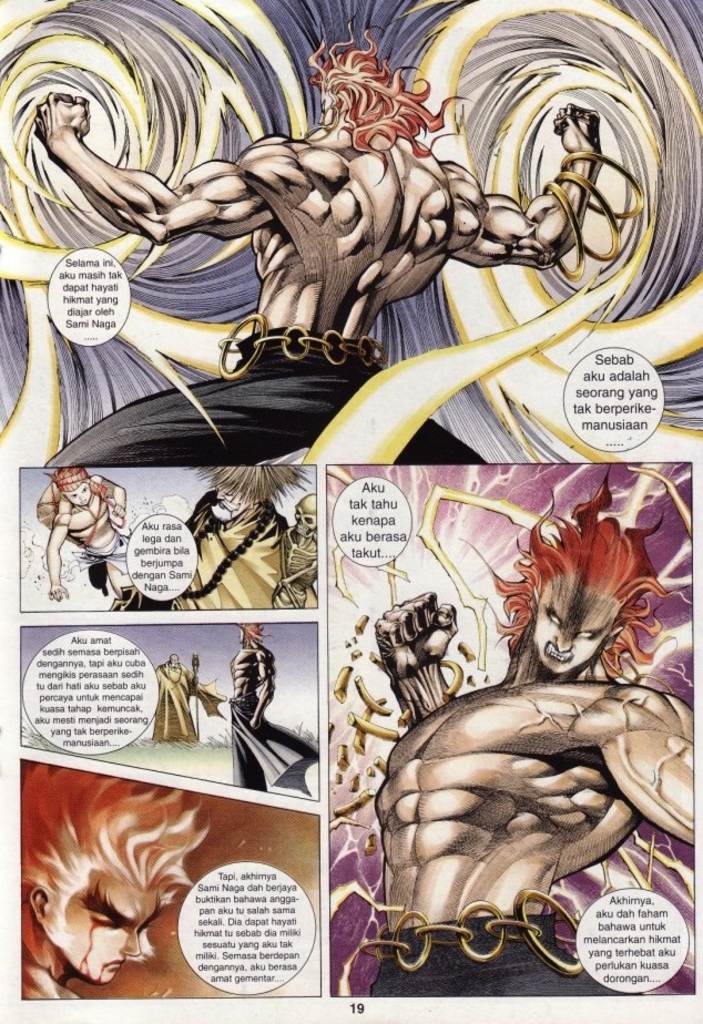 Selama ini,
aku masih tak
dapat hayati
hikmat yang
diajar oleh
Sami Naga
.....
Sebab
aku adalah
seorang yang
tak berperike-
manusiaan
.....
Aku rasa
lega dan
gembira bila
berjumpa
dengan Sami
Naga....
Aku
tak tahu
kenapa
aku berasa
takut....
Aku amat
sedih semasa berpisah
dengannya, tapi aku cuba
mengikis perasaan sedih
tu dari hati aku sebab aku
percaya untuk mencapai
kuasa tahap kemuncak,
aku mesti menjadi seorang
yang tak berperike-
manusiaan....
Tapi, akhirnya
Sami Naga dah berjaya
buktikan bahawa angga-
pan aku tu salah sama
sekali. Dia dapat kuasai
hikmat tu sebab dia miliki
sesuatu yang aku tak
miliki. Semasa berdepan
dengannya, aku berasa
amat gementar....
Akhirnya,
aku dah faham
bahawa untuk
melancarkan hikmat
yang terhebat aku
perlukan kuasa
dorongan....
19